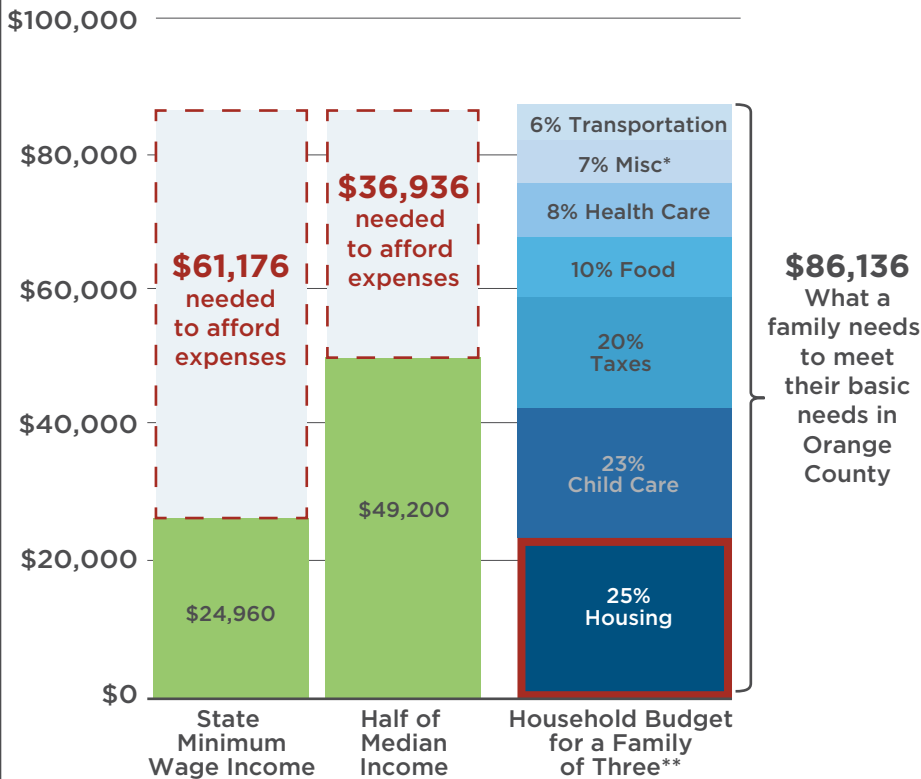 $100,000
$80,000
$60,000
$40,000
$20,000
$0
$61,176
needed
to afford
expenses
$24,960
$36,936
needed
to afford
expenses
$49,200
6% Transportation
7% Misc*
8% Health Care
10% Food
20%
Taxes
23%
Child Care
25%
Housing
$86,136
What a
family needs
to meet
their basic
needs in
Orange
County
State
Minimum
Wage Income
Half of
Median
Income
Household Budget
for a Family
of Three**